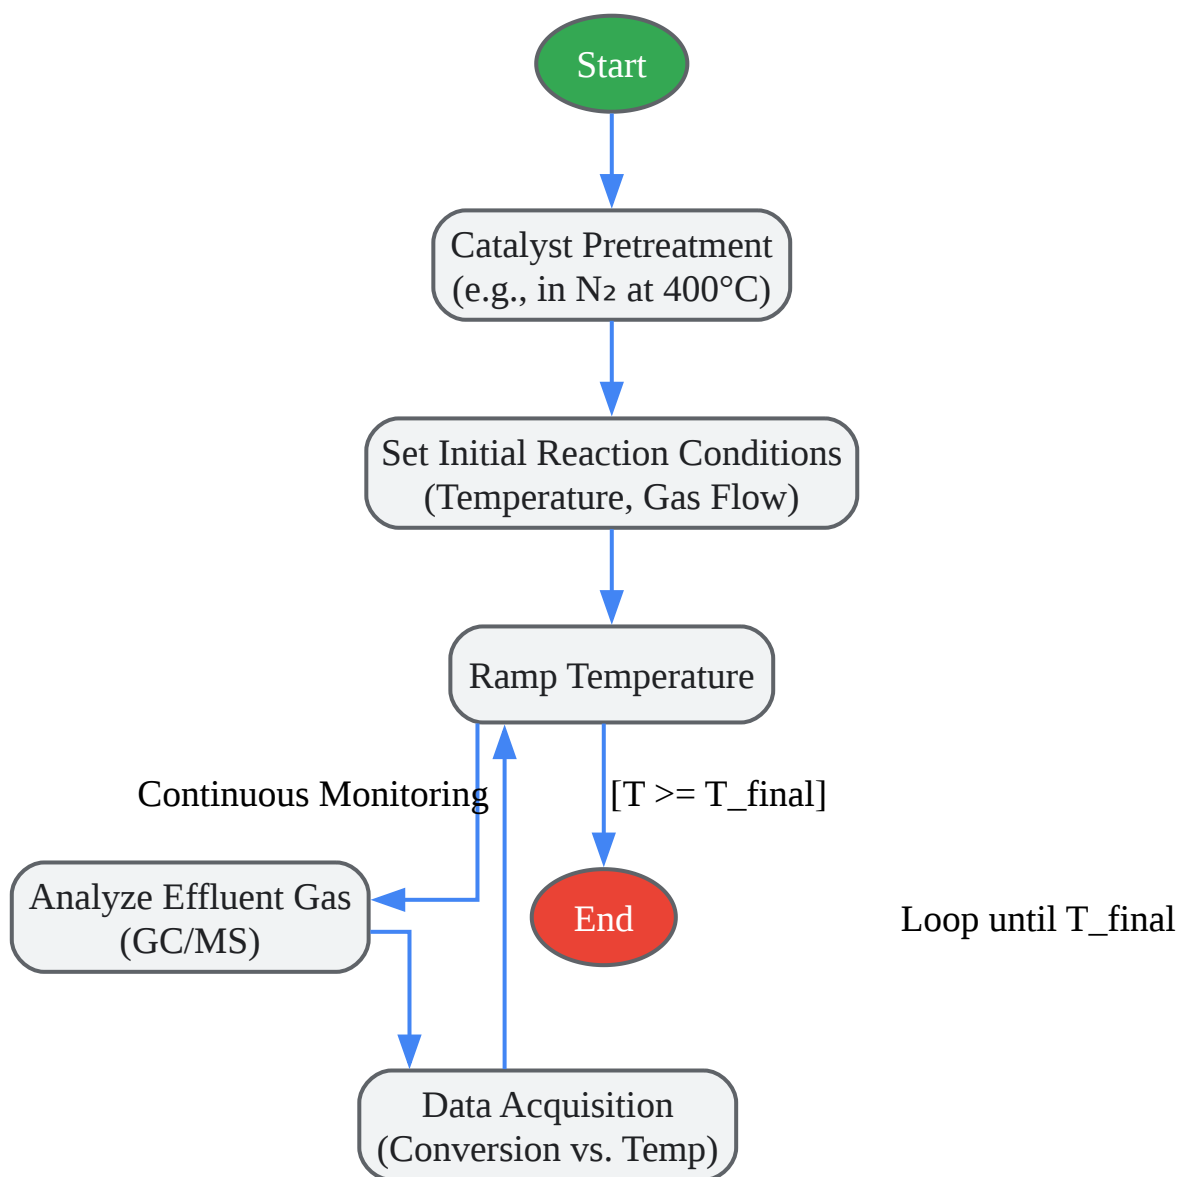 Start
Catalyst Pretreatment
(e.g., in N₂ at 400°C)
Set Initial Reaction Conditions
(Temperature, Gas Flow)
Ramp Temperature
Continuous Monitoring
[T >= T_final]
Analyze Effluent Gas
(GC/MS)
End
Loop until T_final
Data Acquisition
(Conversion vs. Temp)